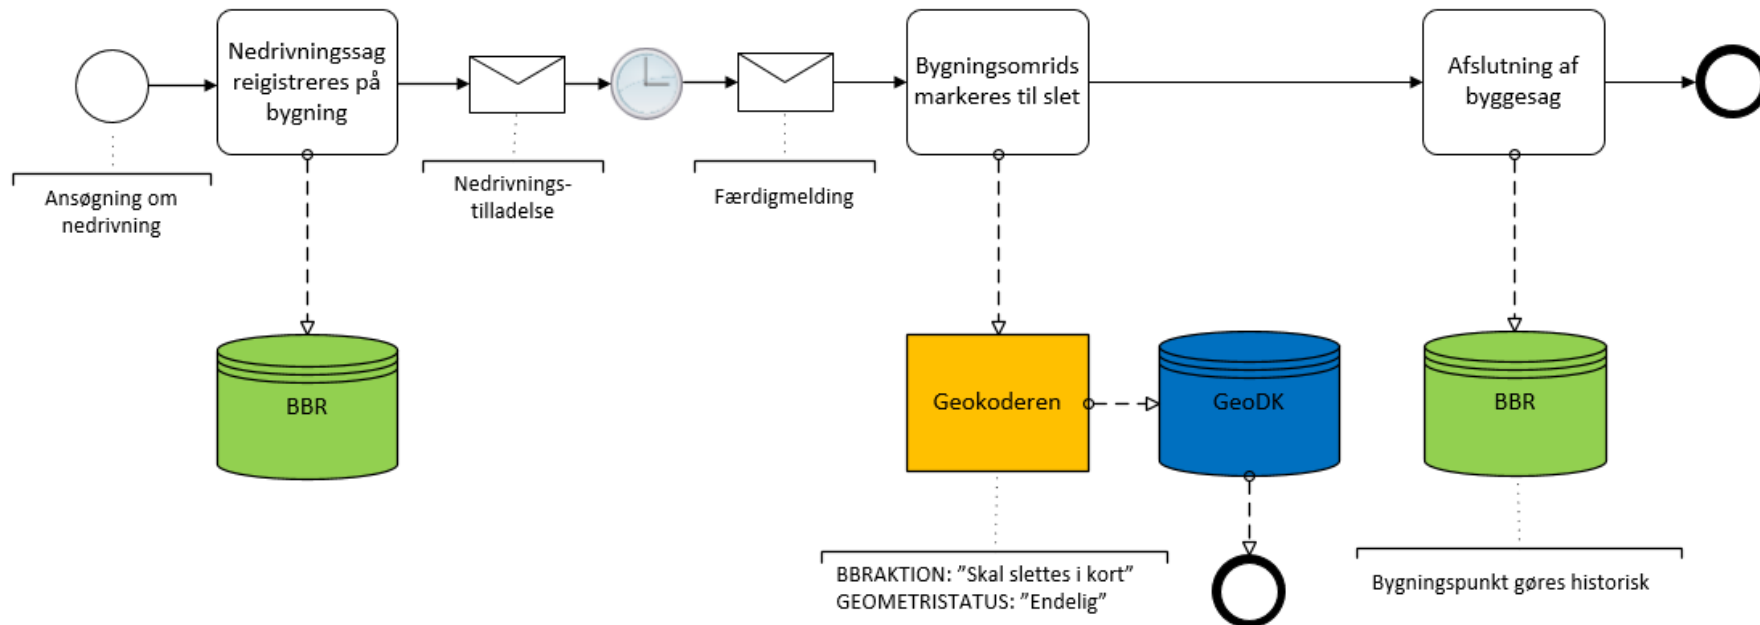 Nedrivningssag
reigistreres på
bygning
Bygningsomrids
markeres til slet
Afslutning af
byggesag
Ansøgning om
nedrivning
Nedrivnings-
tilladelse
Færdigmelding
BBR
Geokoderen
GeoDK
BBR
BBRAKTION: ”Skal slettes i kort”
GEOMETRISTATUS: ”Endelig”
Bygningspunkt gøres historisk